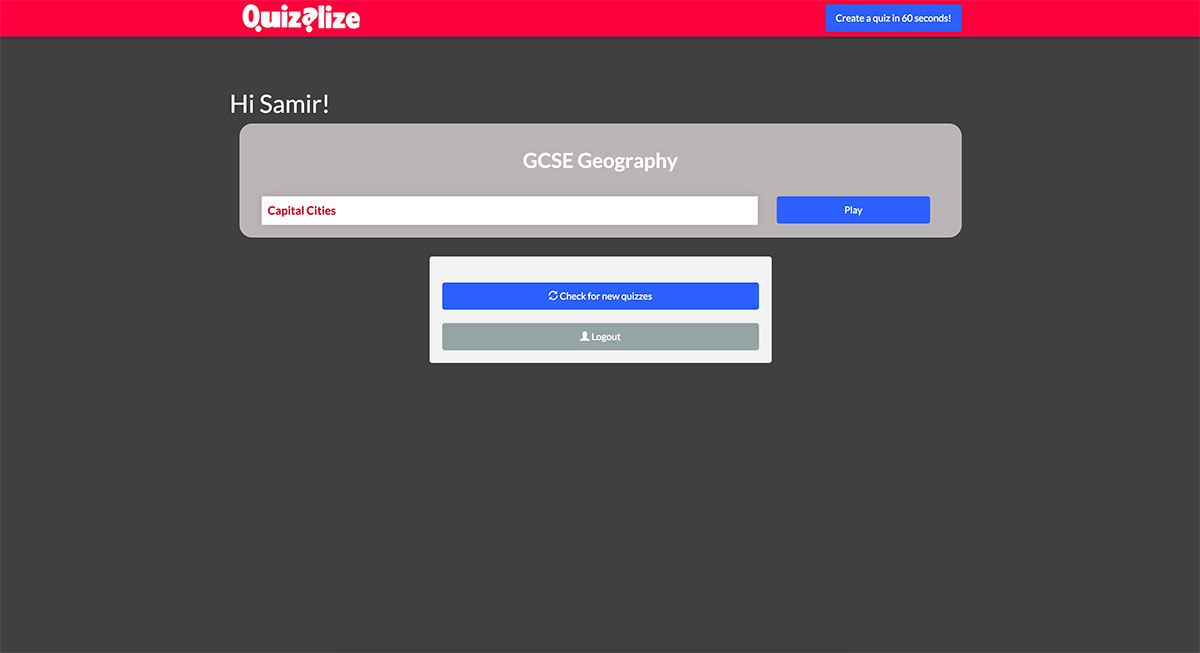 Quizalize
Create a quiz in 60 seconds!
Hi Samir!
GCSE Geography
Capital Cities
Play
Check for new quizzes
Logout